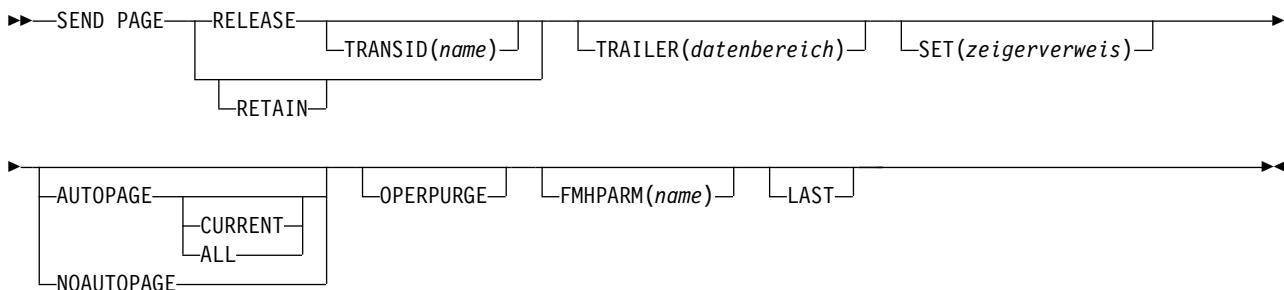 SEND PAGE RELEASE
TRANSID(name) TRAILER(datenbereich) SET(zeigerverweis)
RETAIN
AUTOPAGE OPERPURGE FMHPARM(name) LAST
CURRENT
ALL
NOAUTOPAGE